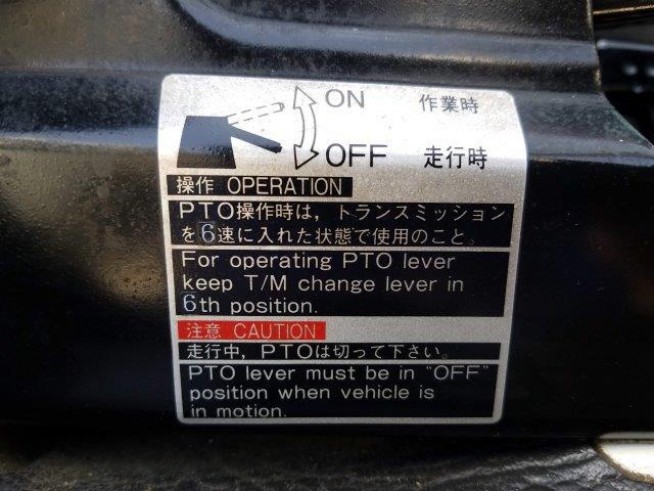 ON 作業時
OFF 走行時
操作 OPERATION
PTO操作時は，トランスミッション
を6速に入れた状態で使用のこと。
For operating PTO lever
keep T/M change lever in
6th position.
注意 CAUTION
走行中，PTOは切って下さい。
PTO lever must be in "OFF"
position when vehicle is
in motion.